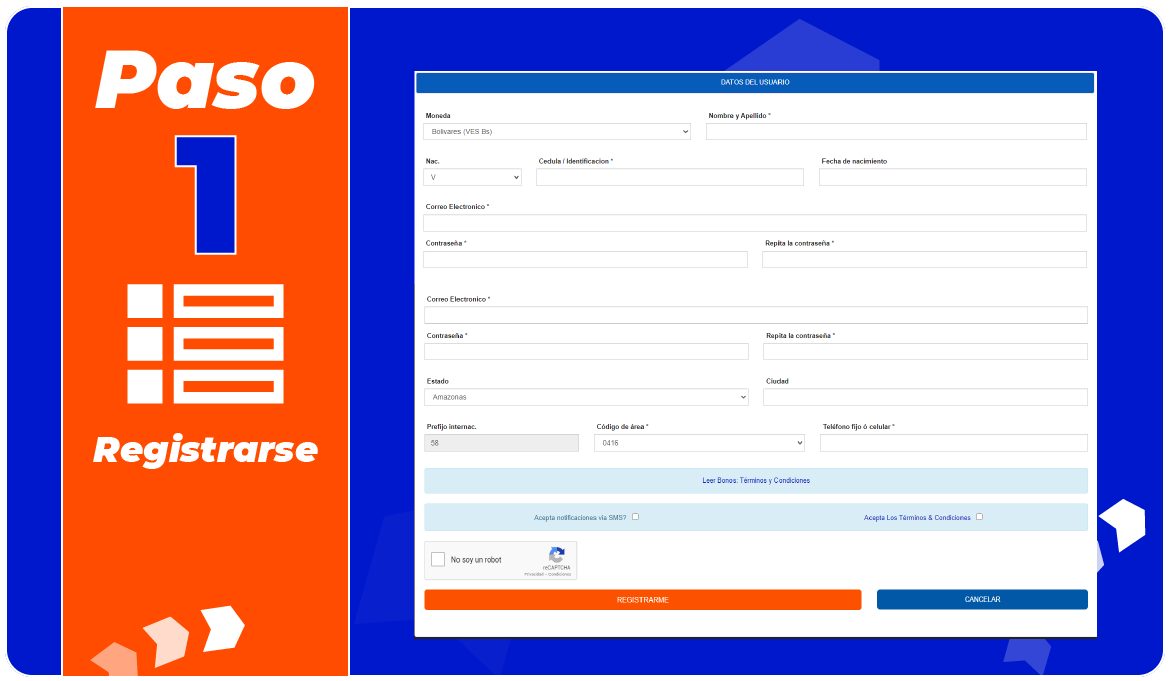 Paso
1
Registrarse
DATOS DEL USUARIO
Moneda
Nombre y Apellido *
Bolivares (VES Bs)
Nac.
Cedula / Identificacion *
Fecha de nacimiento
V
Correo Electronico *
Contraseña *
Repita la contraseña *
Correo Electronico *
Contraseña *
Repita la contraseña *
Estado
Ciudad
Amazonas
Prefijo internac.
Código de área *
Teléfono fijo ó celular *
58
0416
Leer Bonos: Términos y Condiciones
Acepta notificaciones via SMS?
Acepta Los Términos & Condiciones
No soy un robot
reCAPTCHA
Privacidad - Condiciones
REGISTRARME
CANCELAR